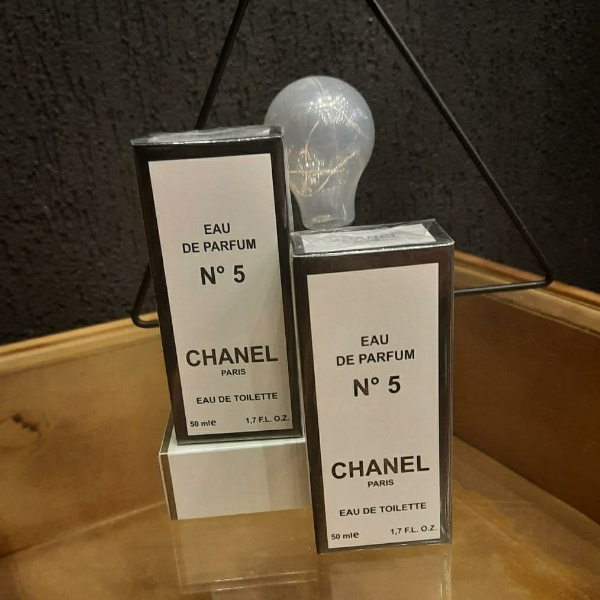 EAU
DE PARFUM
N° 5
CHANEL
PARIS
EAU DE TOILETTE
50 ml℮ 1,7 F.L. O.Z.
EAU
DE PARFUM
N° 5
CHANEL
PARIS
EAU DE TOILETTE
50 ml℮ 1,7 F.L. O.Z.